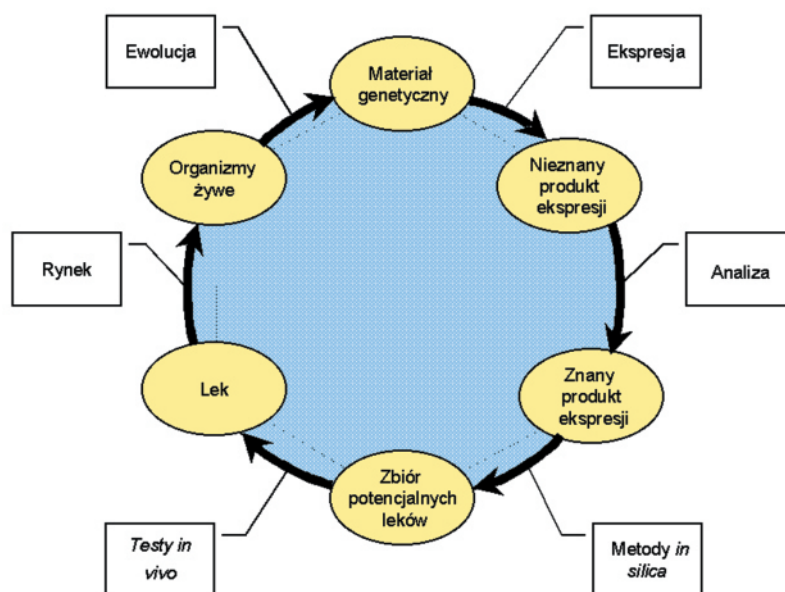 Ewolucja
Materiał
genetyczny
Ekspresja
Organizmy
żywe
Nieznany
produkt
ekspresji
Rynek
Analiza
Lek
Znany
produkt
ekspresji
Zbiór
potencjalnych
leków
Testy in
vivo
Metody in
silica